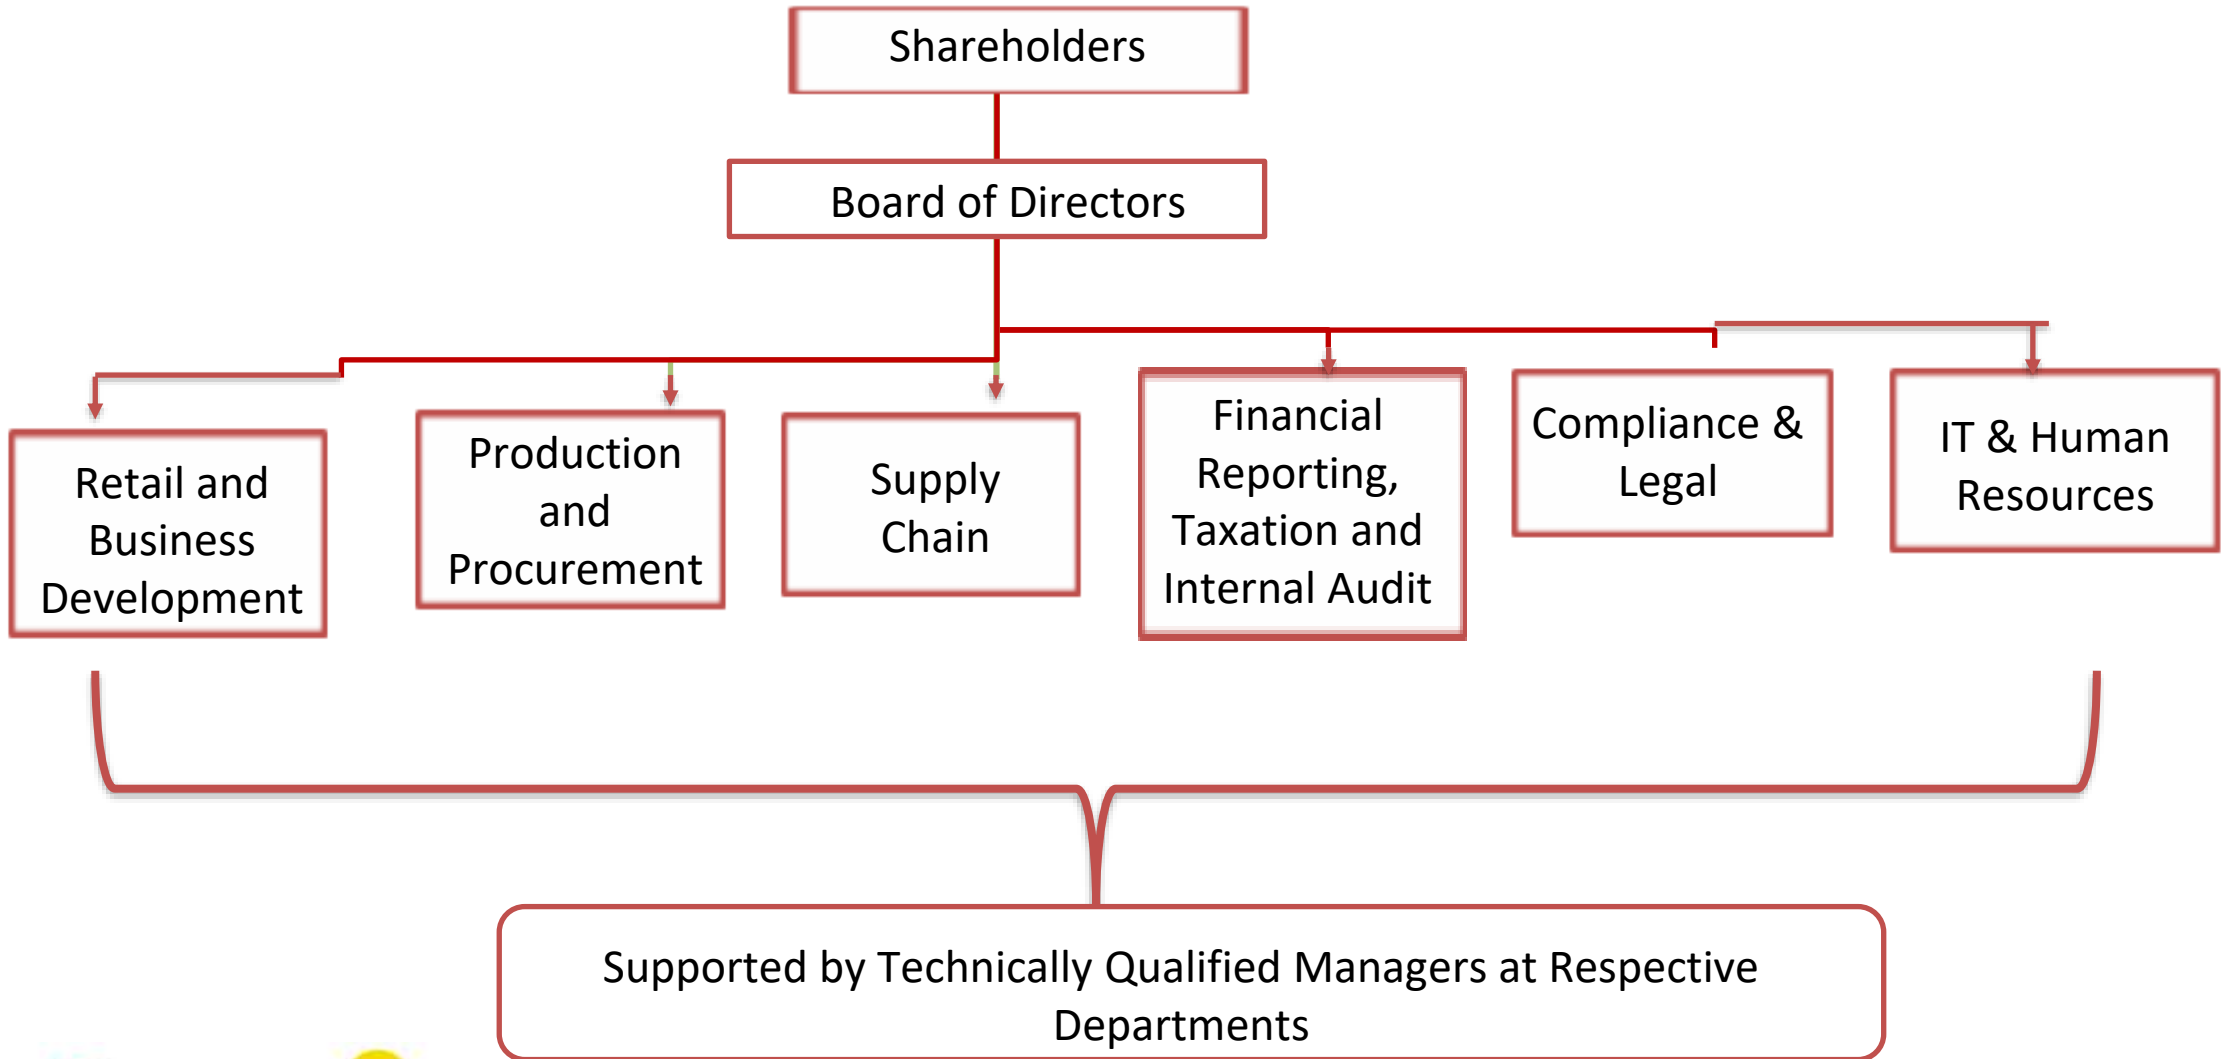 Shareholders
Board of Directors
Retail and
Business
Development
Production
and
Procurement
Supply
Chain
Financial
Reporting,
Taxation and
Internal Audit
Compliance &
Legal
IT & Human
Resources
Supported by Technically Qualified Managers at Respective
Departments